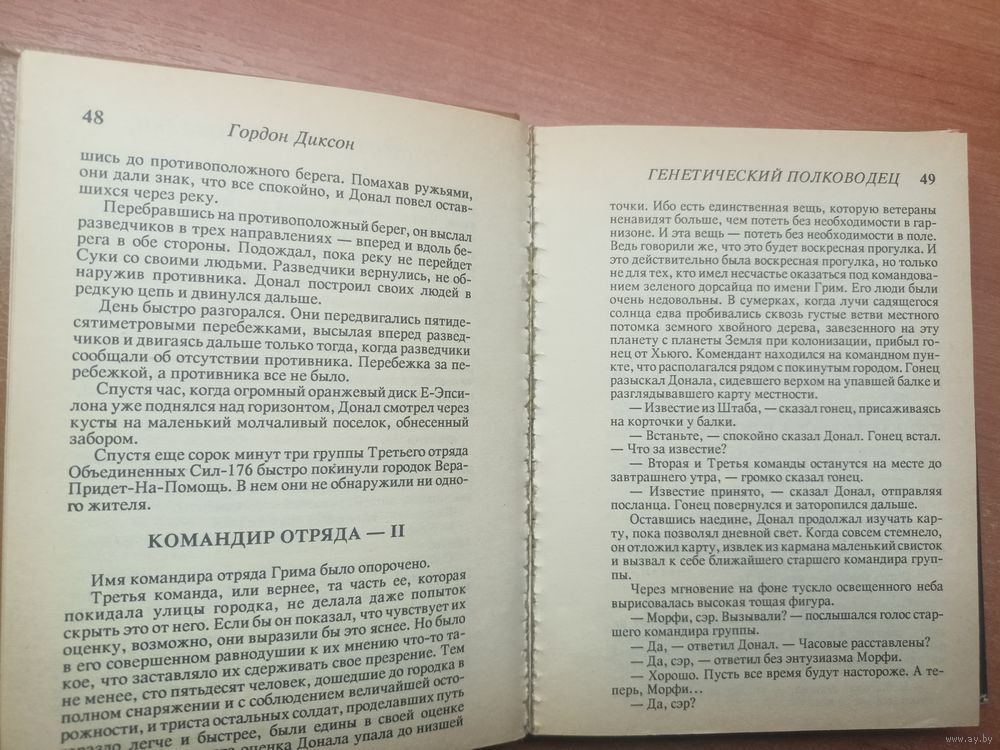 48
Гордон Диксон
шись до противоположного берега. Помахав ружьями,
они дали знак, что все спокойно, и Донал повел остав-
шихся через реку.
Перебравшись на противоположный берег, он выслал
разведчиков в трех направлениях — вперед и вдоль бе-
рега в обе стороны. Подождал, пока реку не перейдет
Суки со своими людьми. Разведчики вернулись, не об-
наружив противника. Донал построил своих людей в
редкую цепь и двинулся дальше.
День быстро разгорался. Они передвигались пятиде-
сятиметровыми перебежками, высылая вперед развед-
чиков и двигаясь дальше только тогда, когда разведчики
сообщали об отсутствии противника. Перебежка за пе-
ребежкой, а противника все не было.
Спустя час, когда огромный оранжевый диск Е-Эпси-
лона уже поднялся над горизонтом, Донал смотрел через
кусты на маленький молчаливый поселок, обнесенный
забором.
Спустя еще сорок минут три группы Третьего отряда
Объединенных Сил-176 быстро покинули городок Вера-
Придет-На-Помощь. В нем они не обнаружили ни одно-
го жителя.
КОМАНДИР ОТРЯДА — II
Имя командира отряда Грима было опорочено.
Третья команда, или вернее, та часть ее, которая
покидала улицы городка, не делала даже попыток
скрыть это от него. Если бы он показал, что чувствует их
оценку, возможно, они выразили бы это яснее. Но было
в его совершенном равнодушии к их мнению что-то та-
кое, что заставляло их сдерживать свое презрение. Тем
не менее, сто пятьдесят человек, дошедшие до городка в
полном снаряжении и с соблюдением величайшей осто-
рожности, и триста остальных солдат, проделавших путь
гораздо легче и быстрее, были едины в своей оценке
оценка Донала упала до низшей
ГЕНЕТИЧЕСКИЙ ПОЛКОВОДЕЦ 49
точки. Ибо есть единственная вещь, которую ветераны
ненавидят больше, чем потеть без необходимости в гар-
низоне. И эта вещь — потеть без необходимости в поле.
Ведь говорили же, что это будет воскресная прогулка. И
это действительно была воскресная прогулка, но только
не для тех, кто имел несчастье оказаться под командова-
нием зеленого дорсайца по имени Грим. Его люди были
очень недовольны. В сумерках, когда лучи садящегося
солнца едва пробивались сквозь густые ветви местного
потомка земного хвойного дерева, завезенного на эту
планету с планеты Земля при колонизации, прибыл го-
нец от Хьюго. Комендант находился на командном пун-
кте, что располагался рядом с покинутым городом. Гонец
разыскал Донала, сидевшего верхом на упавшей балке и
разглядывавшего карту местности.
— Известие из Штаба, — сказал гонец, присаживаясь
на корточки у балки.
— Встаньте, — спокойно сказал Донал. Гонец встал.
— Что за известие?
— Вторая и Третья команды останутся на месте до
завтрашнего утра, — громко сказал гонец.
— Известие принято, — сказал Донал, отправляя
посланца. Гонец повернулся и заторопился дальше.
Оставшись наедине, Донал продолжал изучать кар-
ту, пока позволял дневной свет. Когда совсем стемнело,
он отложил карту, извлек из кармана маленький свисток
и вызвал к себе ближайшего старшего командира груп-
пы.
Через мгновение на фоне тускло освещенного неба
вырисовалась высокая тощая фигура.
— Морфи, сэр. Вызывали? — послышался голос стар-
шего командира группы.
— Да, — ответил Донал. — Часовые расставлены?
— Да, сэр, — ответил без энтузиазма Морфи.
— Хорошо. Пусть все время будут настороже. А те-
перь, Морфи...
— Да, сэр?
www.ay.by